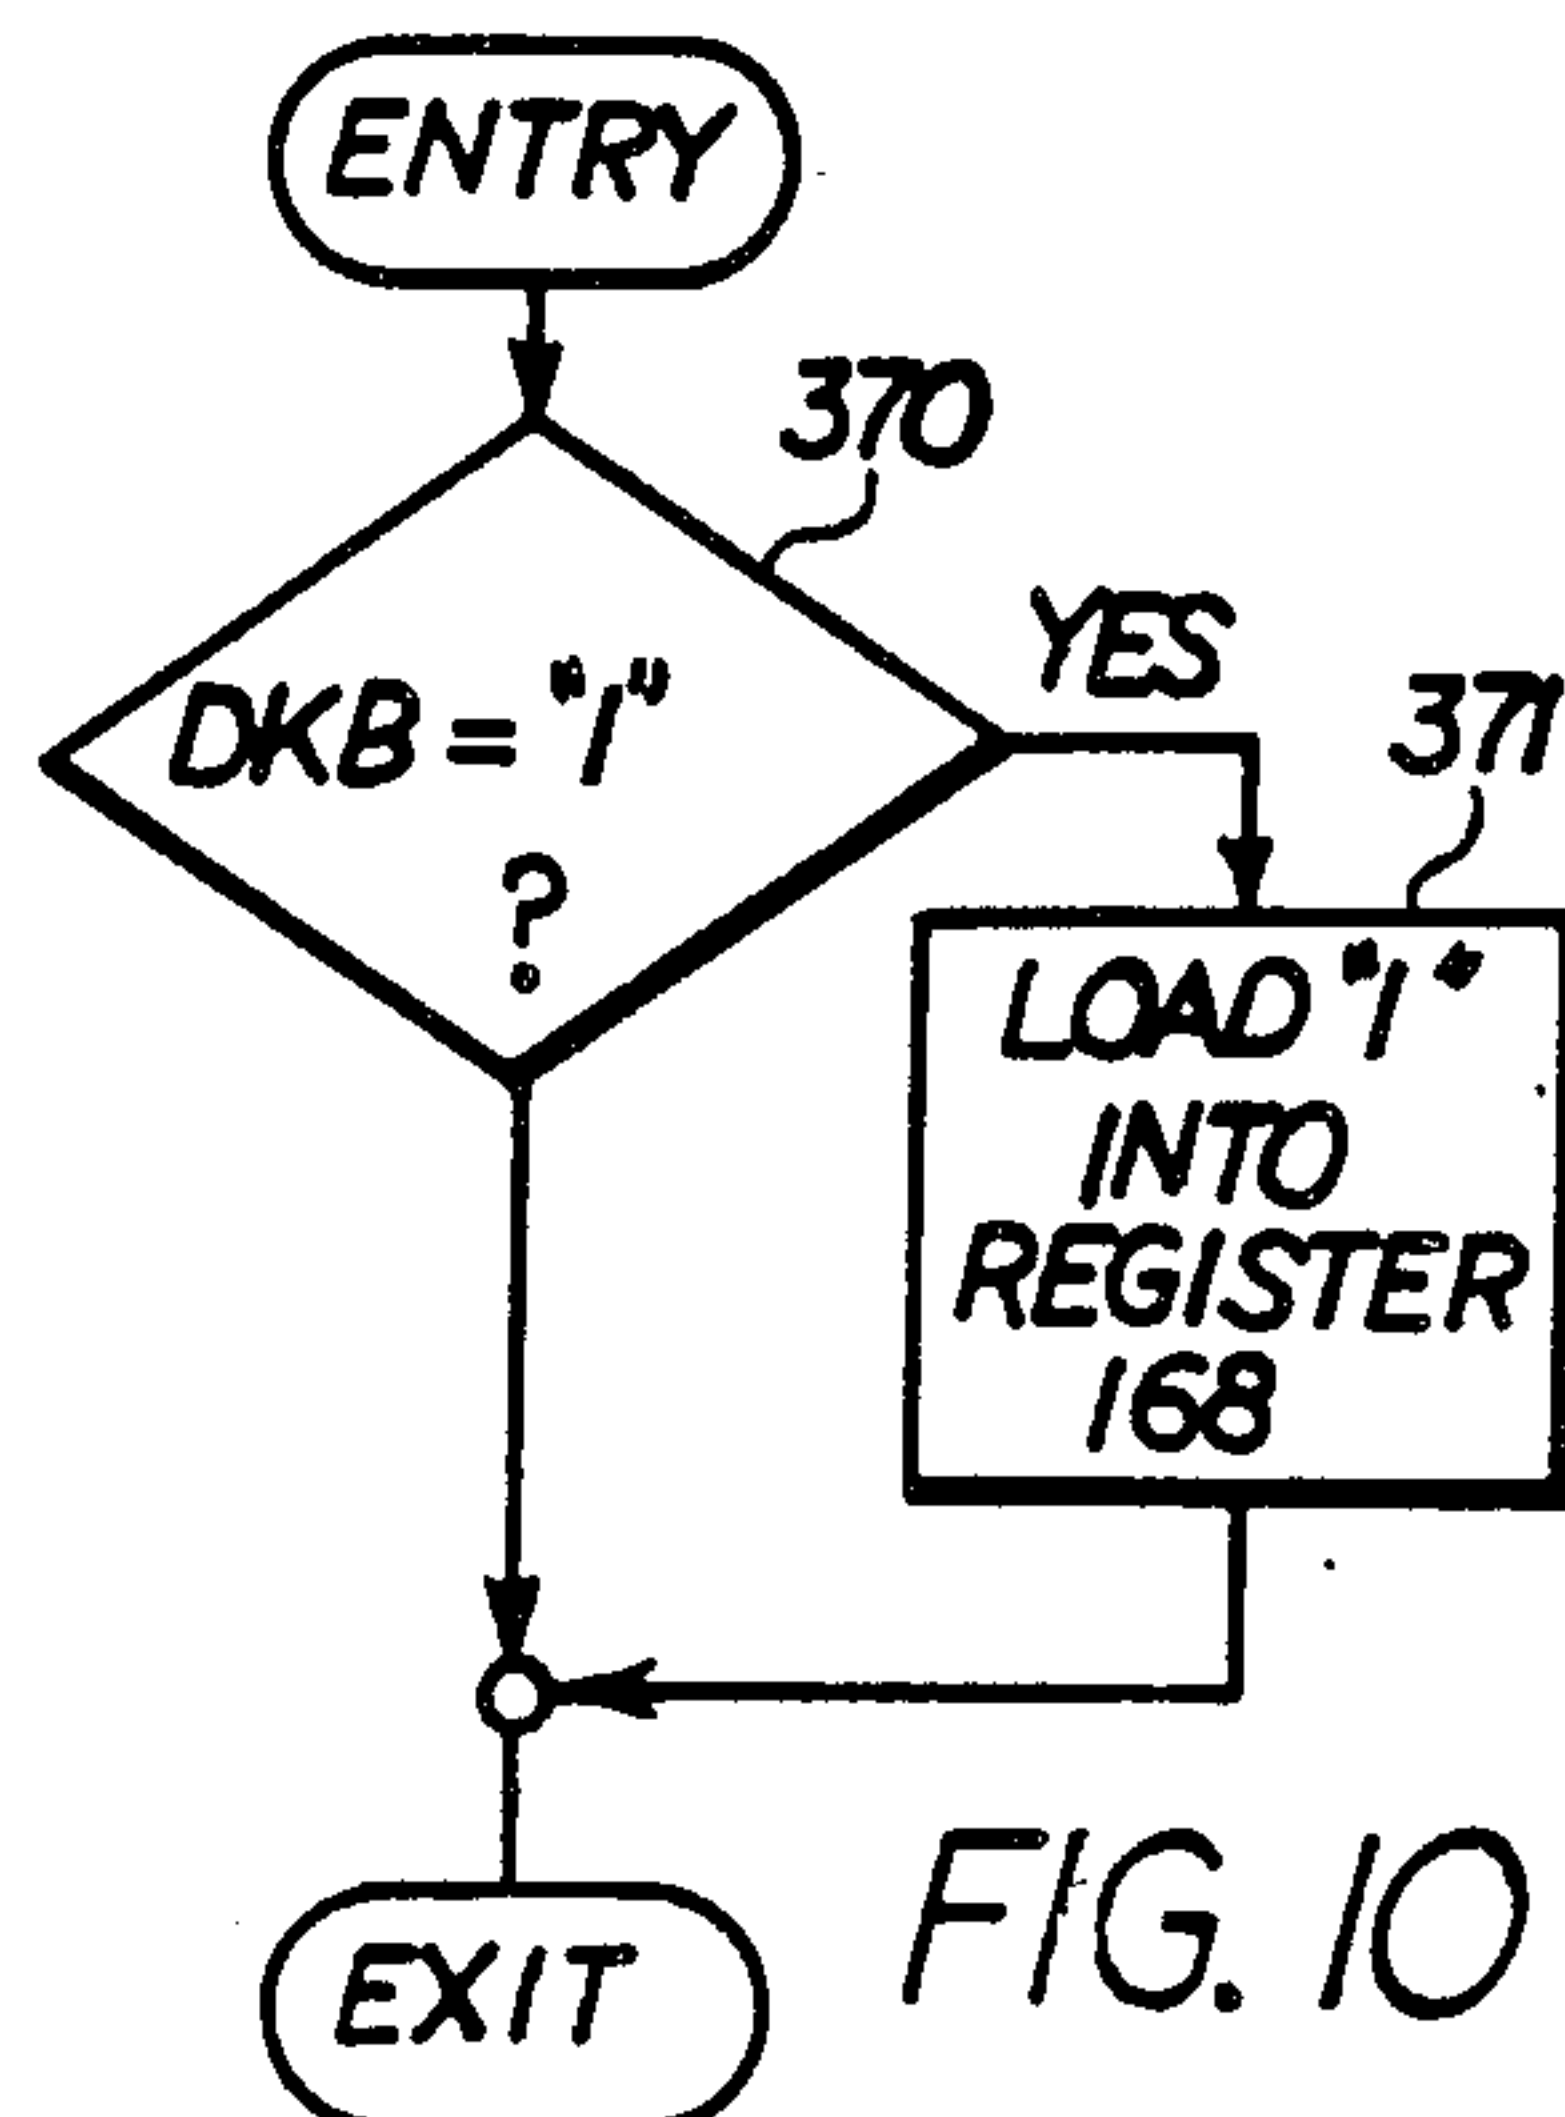 ENTRY
370
YES
DKB = "1"
?
371
LOAD "1"
INTO
REGISTER
168
FIG. 10
EXIT